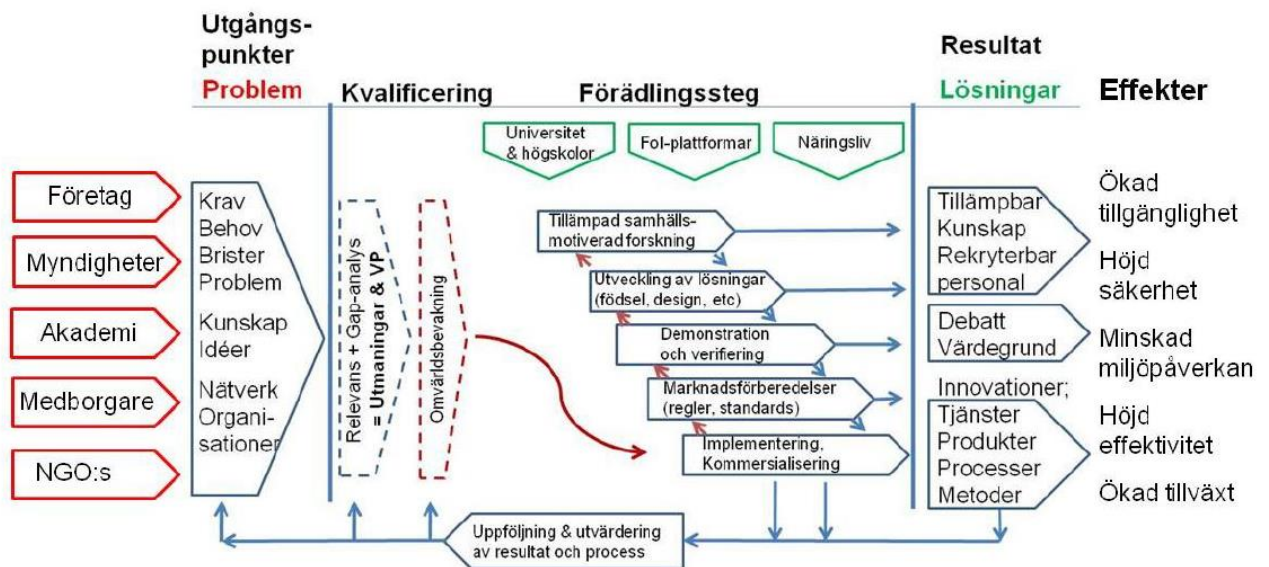 Utgångs-
punkter
Problem
Kvalificering
Förädlingssteg
Resultat
Lösningar
Effekter
Universitet
& högskolor
FoI-plattformar
Näringsliv
Företag
Myndigheter
Akademi
Medborgare
NGO:s
Krav
Behov
Brister
Problem
Kunskap
Idéer
Nätverk
Organi-
sationer
Relevans + Gap-analys
= Utmaningar & VP
Omvärldsbevakning
Tillämpad samhälls-
motiverad forskning
Utveckling av lösningar
(födsel, design, etc)
Demonstration
och verifiering
Marknadsförberedelser
(regler, standards)
Implementering,
Kommersialisering
Tillämpbar
Kunskap
Rekryterbar
personal
Debatt
Värdegrund
Innovationer;
Tjänster
Produkter
Processer
Metoder
Ökad
tillgänglighet
Höjd
säkerhet
Minskad
miljöpåverkan
Höjd
effektivitet
Ökad tillväxt
Uppföljning & utvärdering
av resultat och process